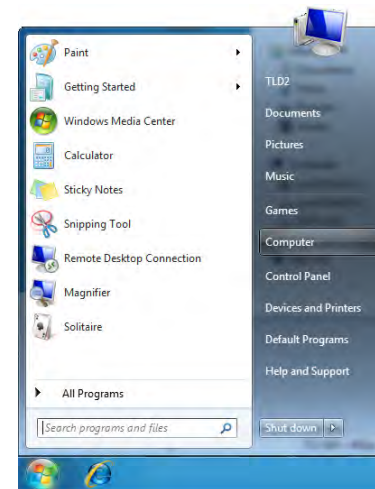 Paint
Getting Started
Windows Media Center
Calculator
Sticky Notes
Snipping Tool
Remote Desktop Connection
Magnifier
Solitaire
All Programs
Search programs and files
TLD2
Documents
Pictures
Music
Games
Computer
Control Panel
Devices and Printers
Default Programs
Help and Support
Shut down